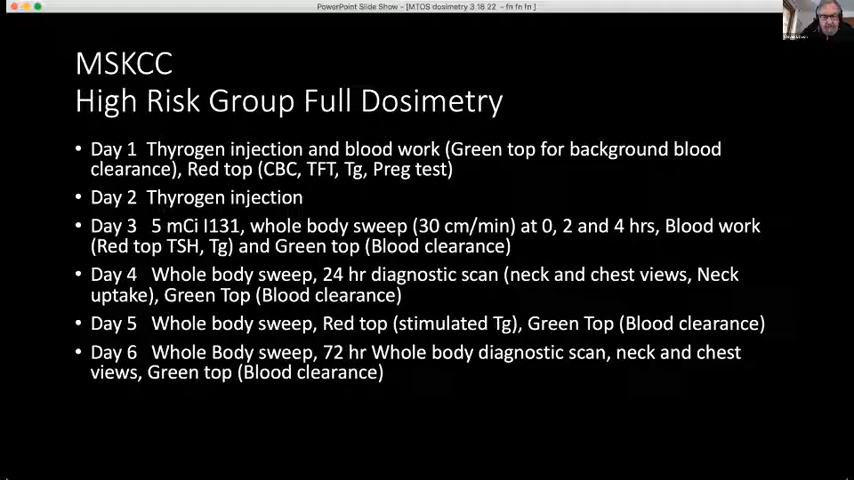 PowerPoint Slide Show - [MTOS dosimetry 3 18 22 - fn fn fn ]
MSKCC
High Risk Group Full Dosimetry
• Day 1 Thyrogen injection and blood work (Green top for background blood
clearance), Red top (CBC, TFT, Tg, Preg test)
• Day 2 Thyrogen injection
• Day 3 5 mCi I131, whole body sweep (30 cm/min) at 0, 2 and 4 hrs, Blood work
(Red top TSH, Tg) and Green top (Blood clearance)
• Day 4 Whole body sweep, 24 hr diagnostic scan (neck and chest views, Neck
uptake), Green Top (Blood clearance)
• Day 5 Whole body sweep, Red top (stimulated Tg), Green Top (Blood clearance)
• Day 6 Whole Body sweep, 72 hr Whole body diagnostic scan, neck and chest
views, Green top (Blood clearance)